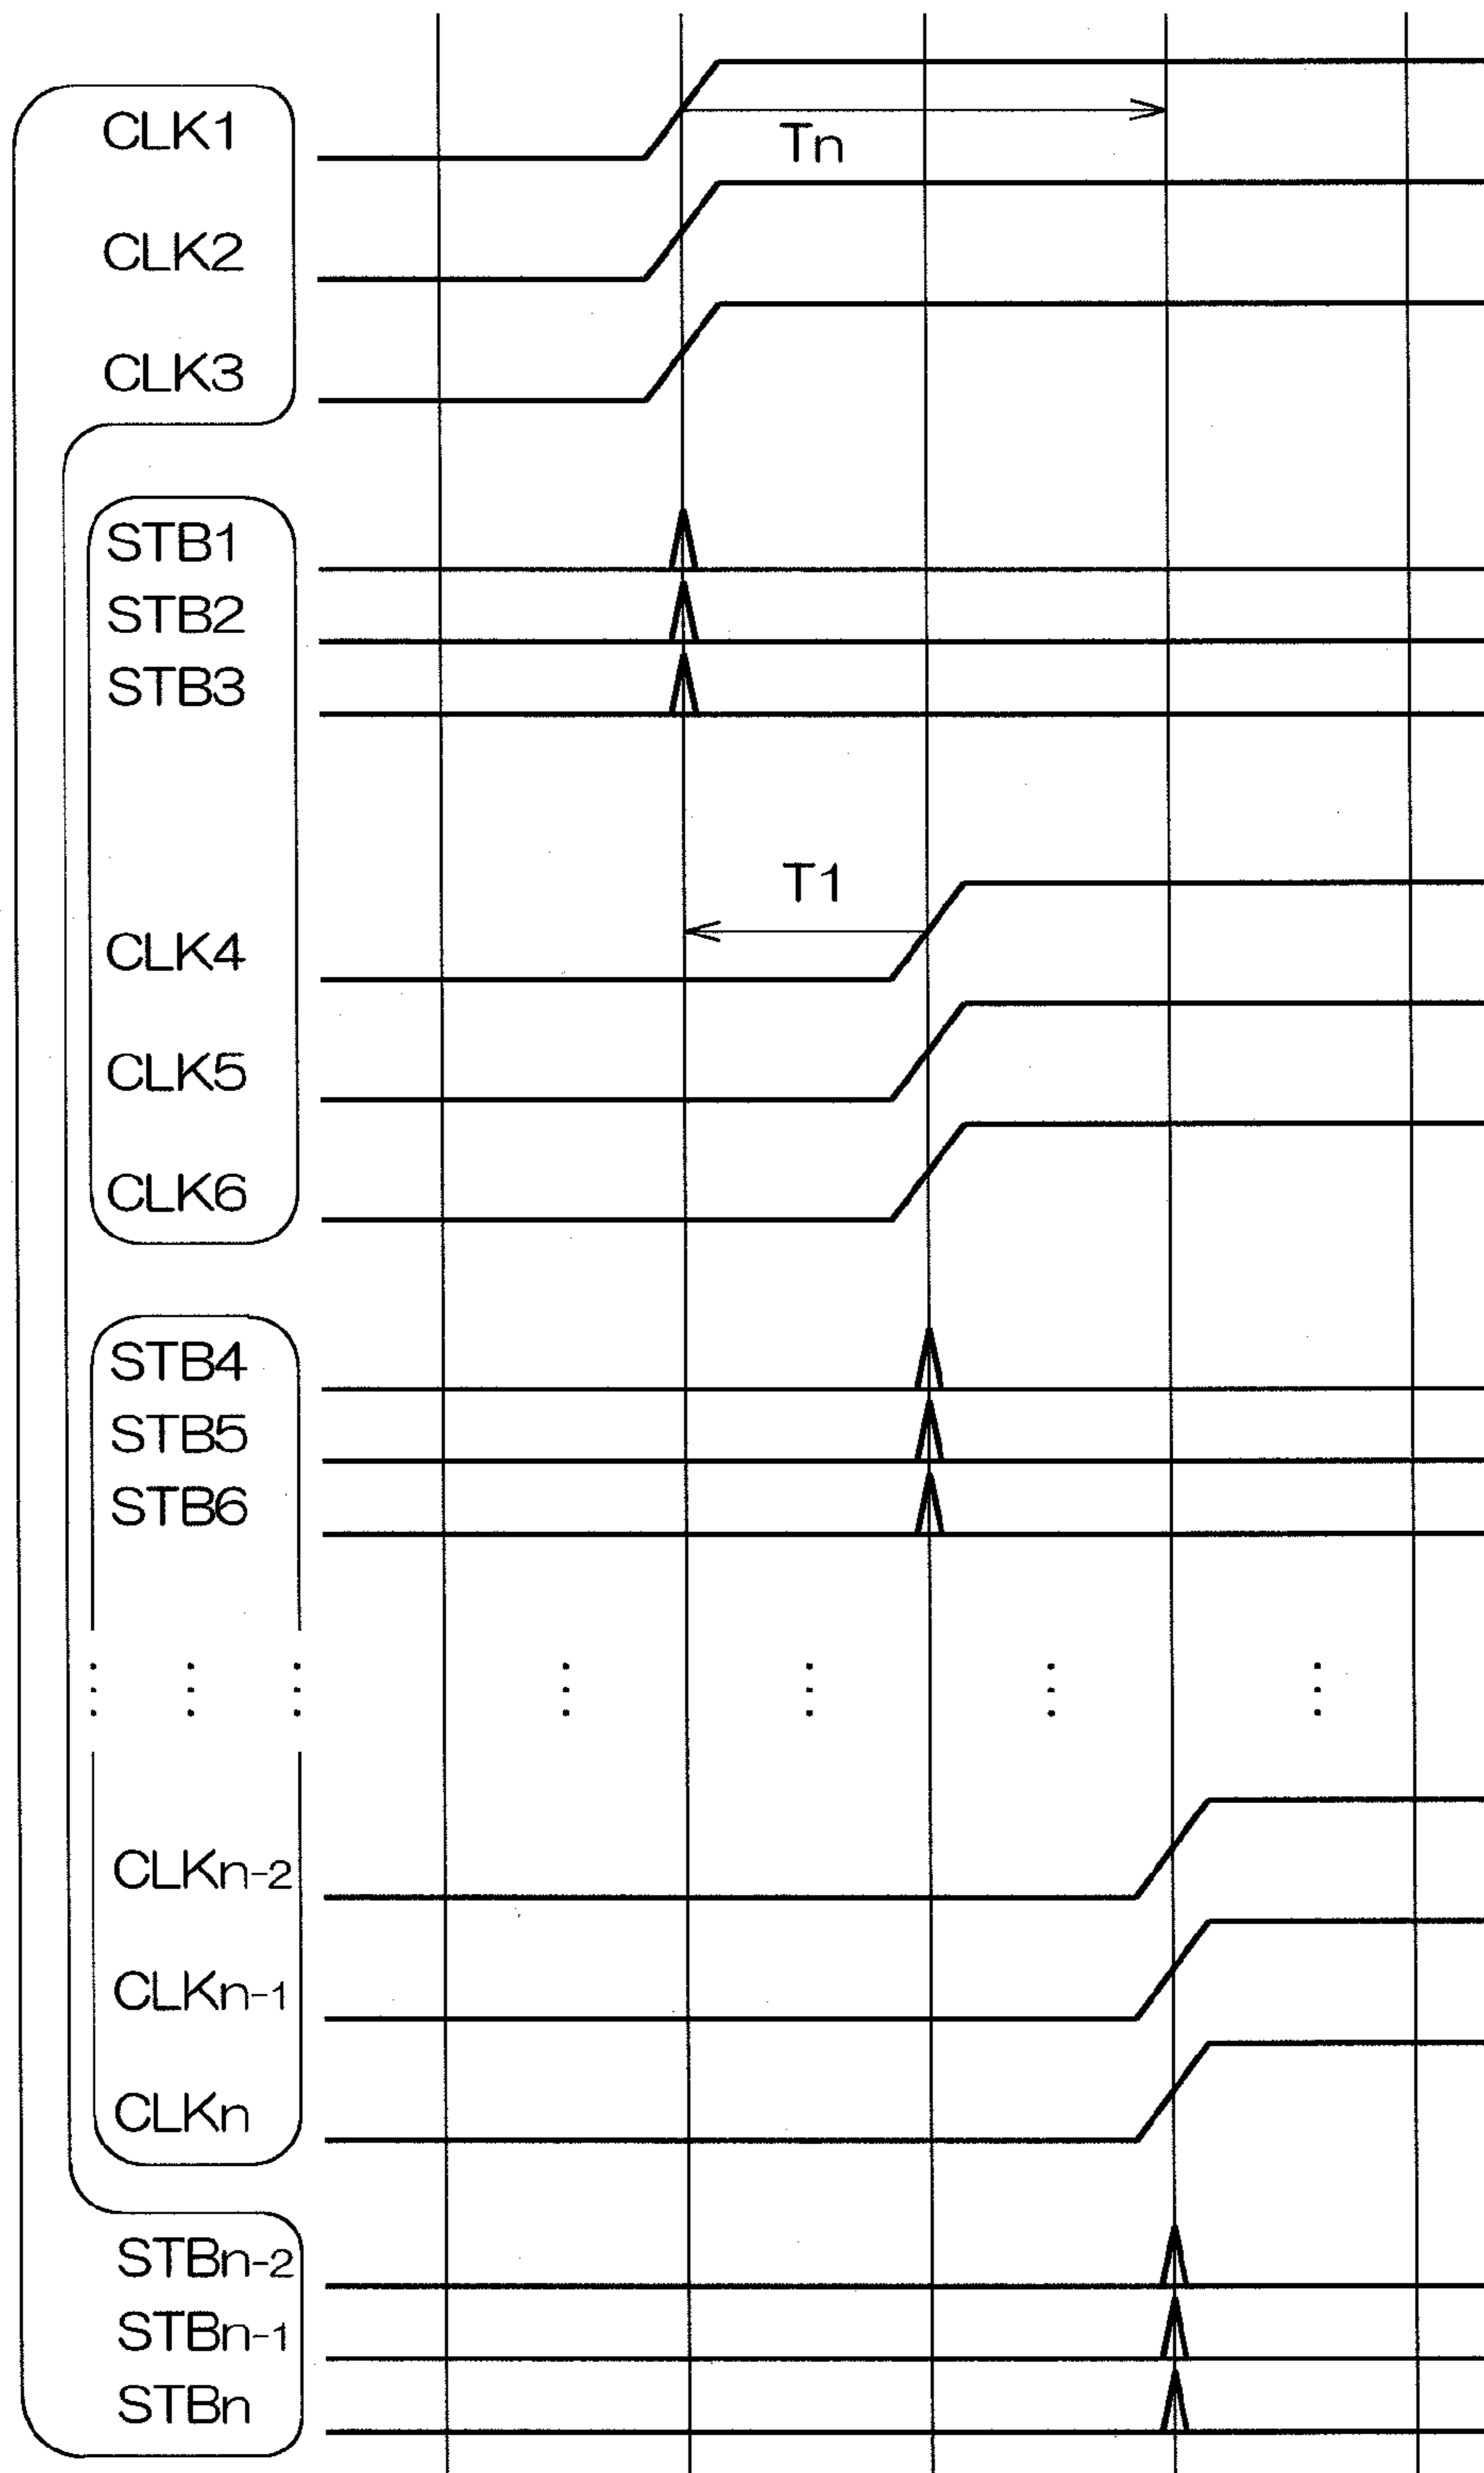 CLK1
Tn
CLK2
CLK3
STB1
STB2
STB3
T1
CLK4
CLK5
CLK6
STB4
STB5
STB6
CLKn-2
CLKn-1
CLKn
STBn-2
STBn-1
STBn